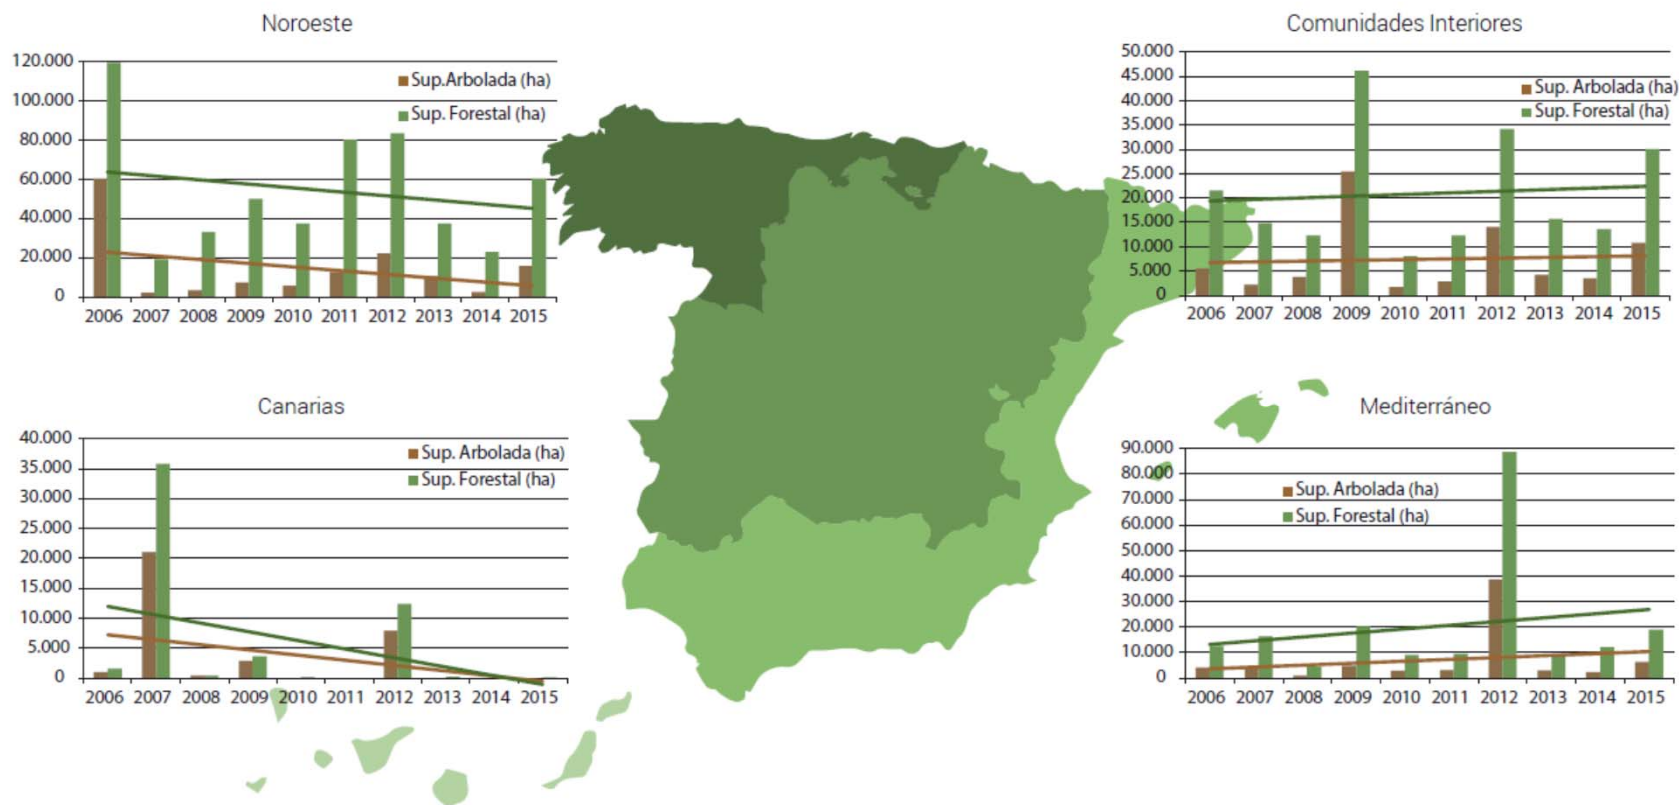 Noroeste
120.000
100.000
80.000
60.000
40.000
20.000
0
Sup.Arbolada (ha)
Sup. Forestal (ha)
2006 2007 2008 2009 2010 2011 2012 2013 2014 2015
Comunidades Interiores
50.000
45.000
40.000
35.000
30.000
25.000
20.000
15.000
10.000
5.000
0
Sup. Arbolada (ha)
Sup. Forestal (ha)
2006 2007 2008 2009 2010 2011 2012 2013 2014 2015
Canarias
40.000
35.000
30.000
25.000
20.000
15.000
10.000
5.000
0
Sup. Arbolada (ha)
Sup. Forestal (ha)
2006 2007 2008 2009 2010 2011 2012 2013 2014 2015
Mediterráneo
90.000
80.000
70.000
60.000
50.000
40.000
30.000
20.000
10.000
0
Sup. Arbolada (ha)
Sup. Forestal (ha)
2006 2007 2008 2009 2010 2011 2012 2013 2014 2015